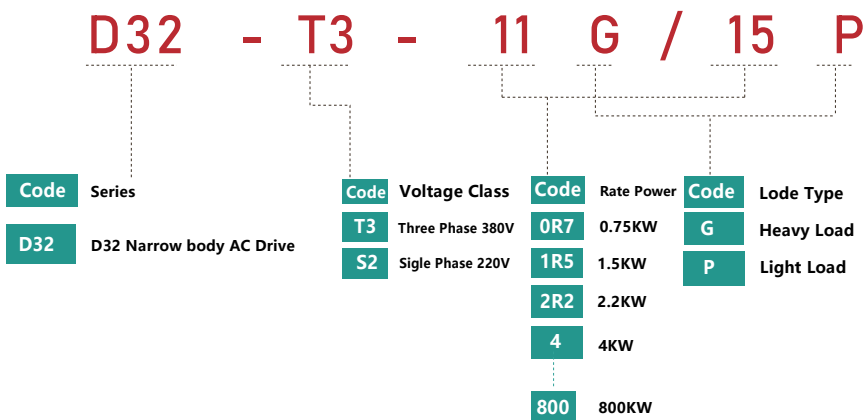 D32 - T3 - 11 G / 15 P
Code Series
D32 D32 Narrow body AC Drive
Code Voltage Class
T3 Three Phase 380V
S2 Sigle Phase 220V
Code Rate Power
0R7 0.75KW
1R5 1.5KW
2R2 2.2KW
4 4KW
800 800KW
Code Lode Type
G Heavy Load
P Light Load